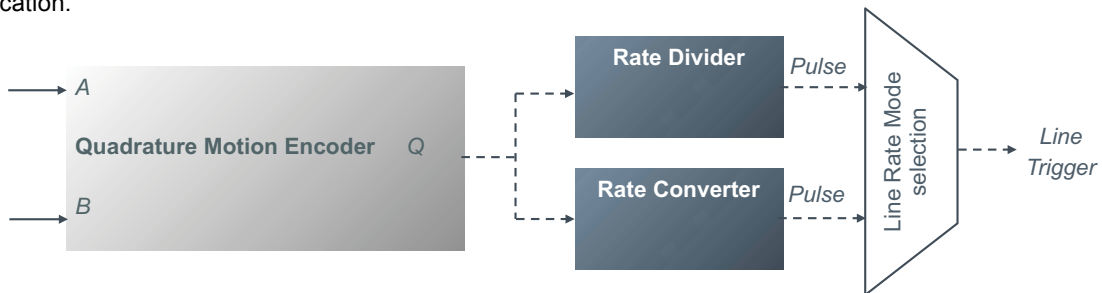 cation.
A
Quadrature Motion Encoder Q
B
Rate Divider
Pulse
Rate Converter
Pulse
Line Rate Mode
selection
Line
Trigger